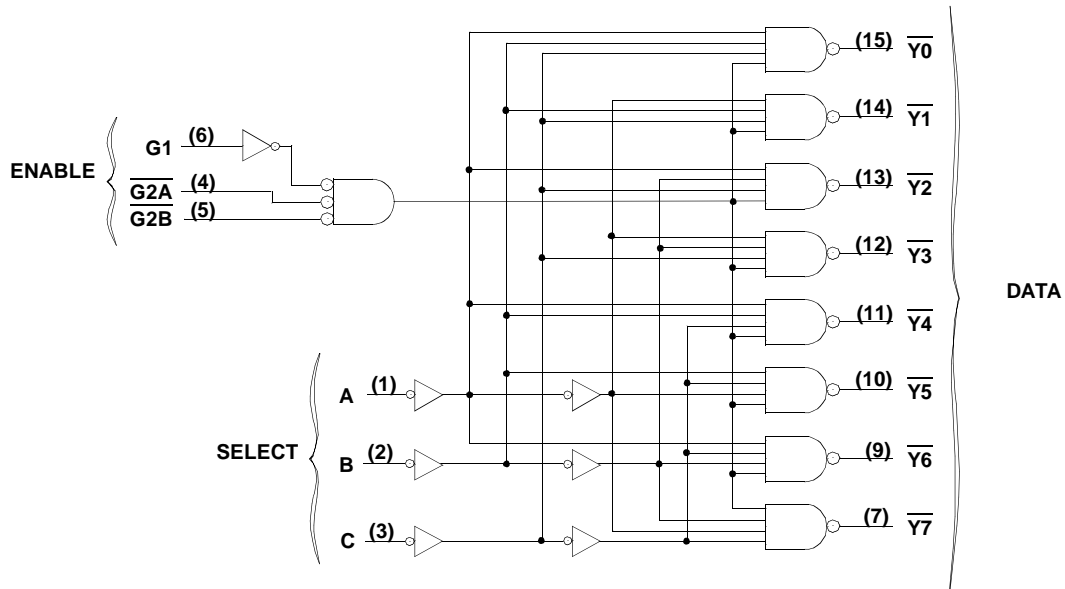 (15) Y0
(14) Y1
G1 (6)
ENABLE
G2A (4)
(13) Y2
G2B (5)
(12) Y3
DATA
(11) Y4
A (1)
(10) Y5
SELECT
B (2)
(9) Y6
C (3)
(7) Y7